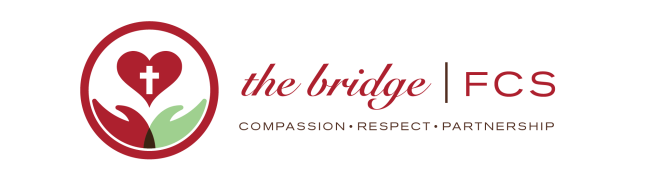 the bridge | FCS
COMPASSION • RESPECT • PARTNERSHIP